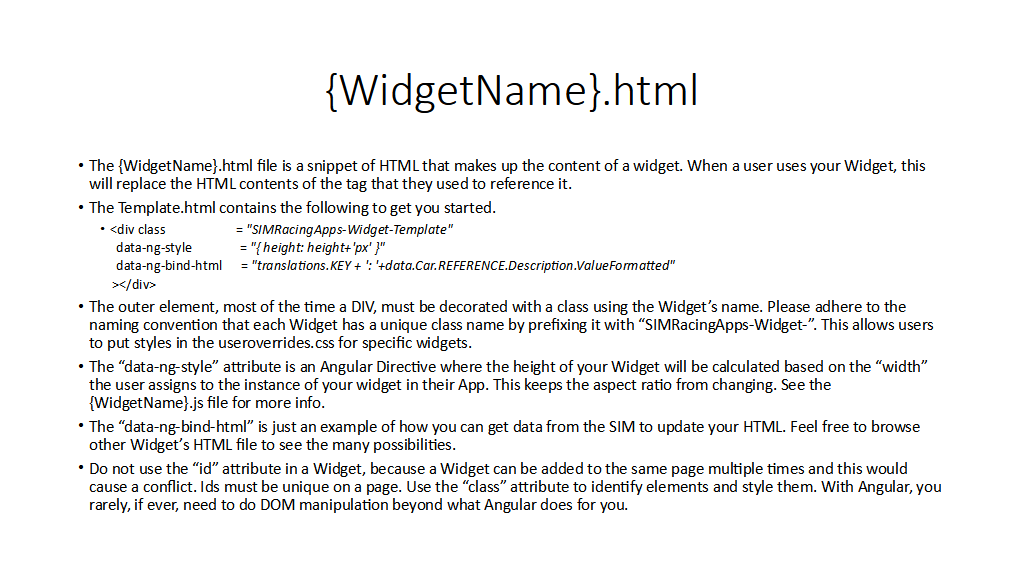 {WidgetName}.html
• The {WidgetName}.html file is a snippet of HTML that makes up the content of a widget. When a user uses your Widget, this
will replace the HTML contents of the tag that they used to reference it.
• The Template.html contains the following to get you started.
• <div class = "SIMRacingApps-Widget-Template"
data-ng-style = "{ height: height+'px' }"
data-ng-bind-html = "translations.KEY + ': '+data.Car.REFERENCE.Description.ValueFormatted"
></div>
• The outer element, most of the time a DIV, must be decorated with a class using the Widget’s name. Please adhere to the
naming convention that each Widget has a unique class name by prefixing it with “SIMRacingApps-Widget-”. This allows users
to put styles in the useroverrides.css for specific widgets.
• The “data-ng-style” attribute is an Angular Directive where the height of your Widget will be calculated based on the “width”
the user assigns to the instance of your widget in their App. This keeps the aspect ratio from changing. See the
{WidgetName}.js file for more info.
• The “data-ng-bind-html” is just an example of how you can get data from the SIM to update your HTML. Feel free to browse
other Widget’s HTML file to see the many possibilities.
• Do not use the “id” attribute in a Widget, because a Widget can be added to the same page multiple times and this would
cause a conflict. Ids must be unique on a page. Use the “class” attribute to identify elements and style them. With Angular, you
rarely, if ever, need to do DOM manipulation beyond what Angular does for you.